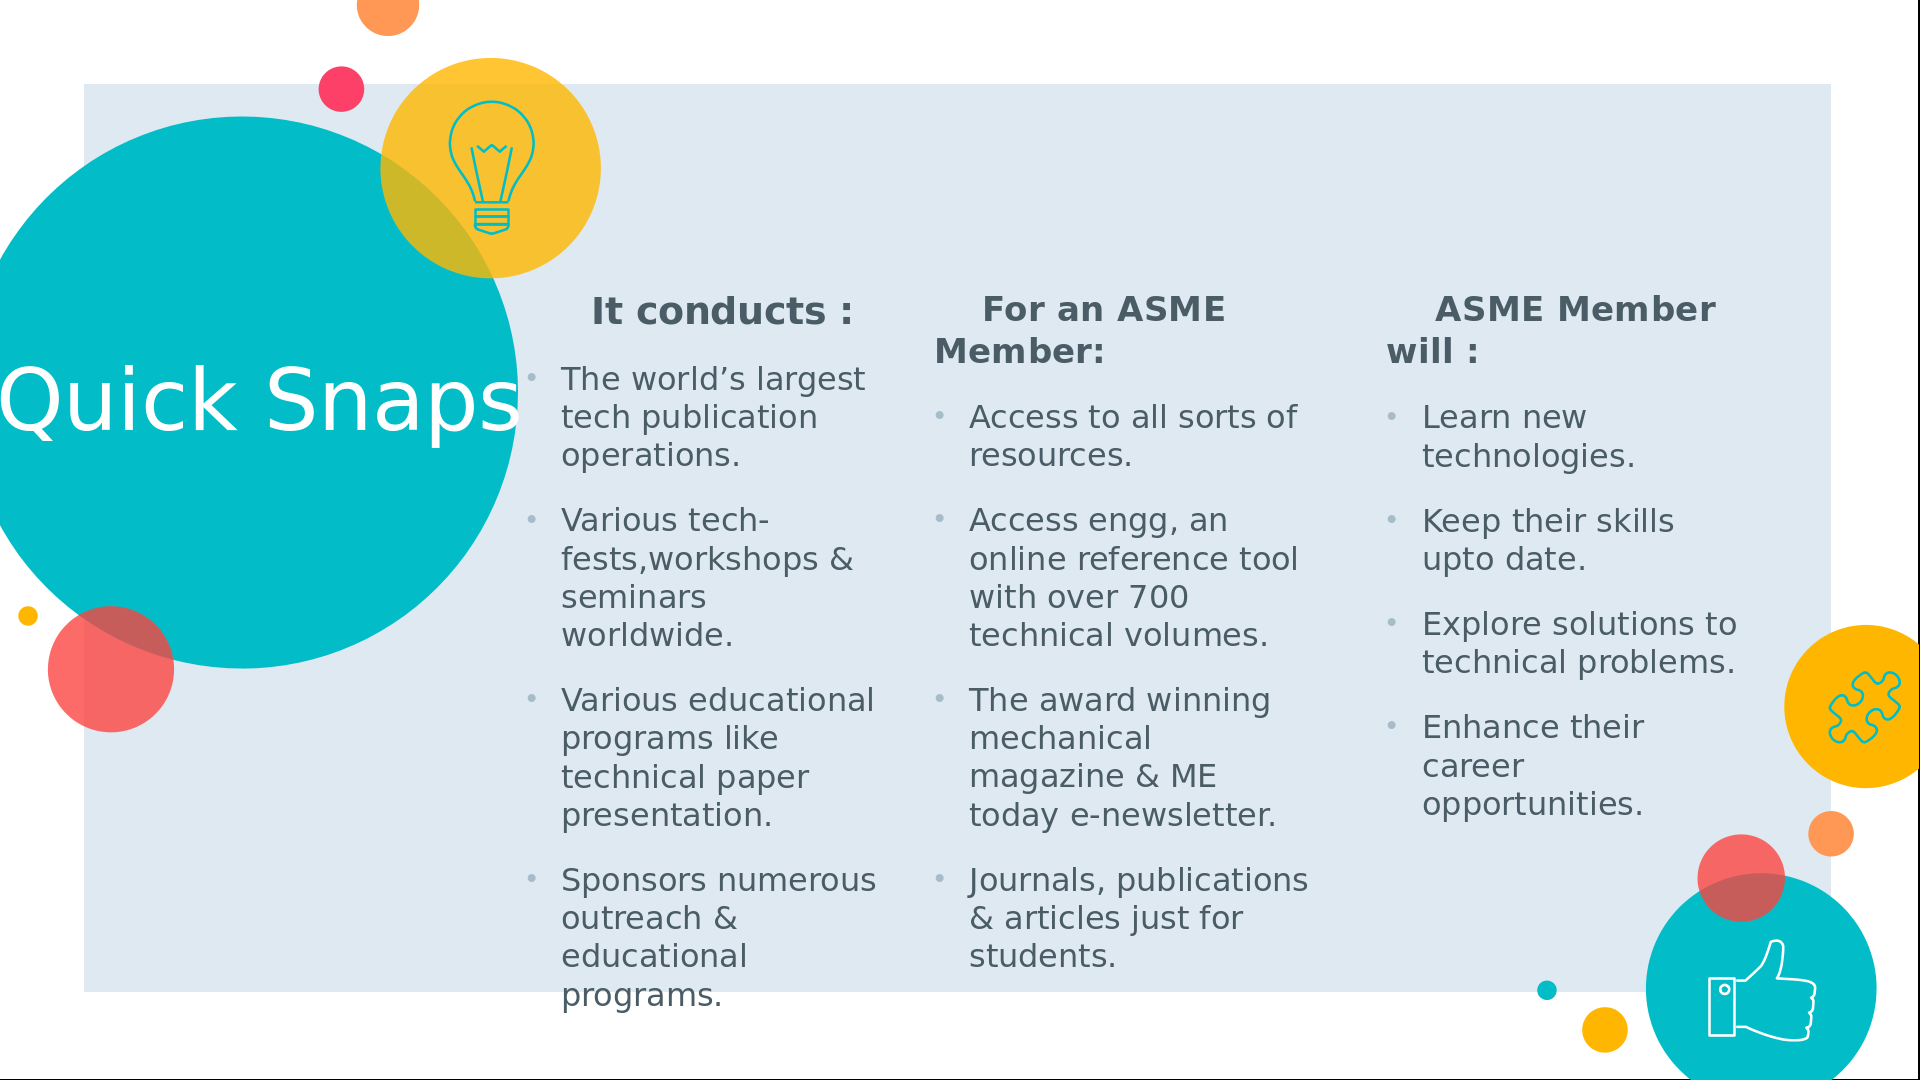 Quick Snaps
It conducts :
The world’s largest
tech publication
operations.
Various tech-
fests,workshops &
seminars
worldwide.
Various educational
programs like
technical paper
presentation.
Sponsors numerous
outreach &
educational
programs.
For an ASME
Member:
Access to all sorts of
resources.
Access engg, an
online reference tool
with over 700
technical volumes.
The award winning
mechanical
magazine & ME
today e-newsletter.
Journals, publications
& articles just for
students.
ASME Member
will :
Learn new
technologies.
Keep their skills
upto date.
Explore solutions to
technical problems.
Enhance their
career
opportunities.